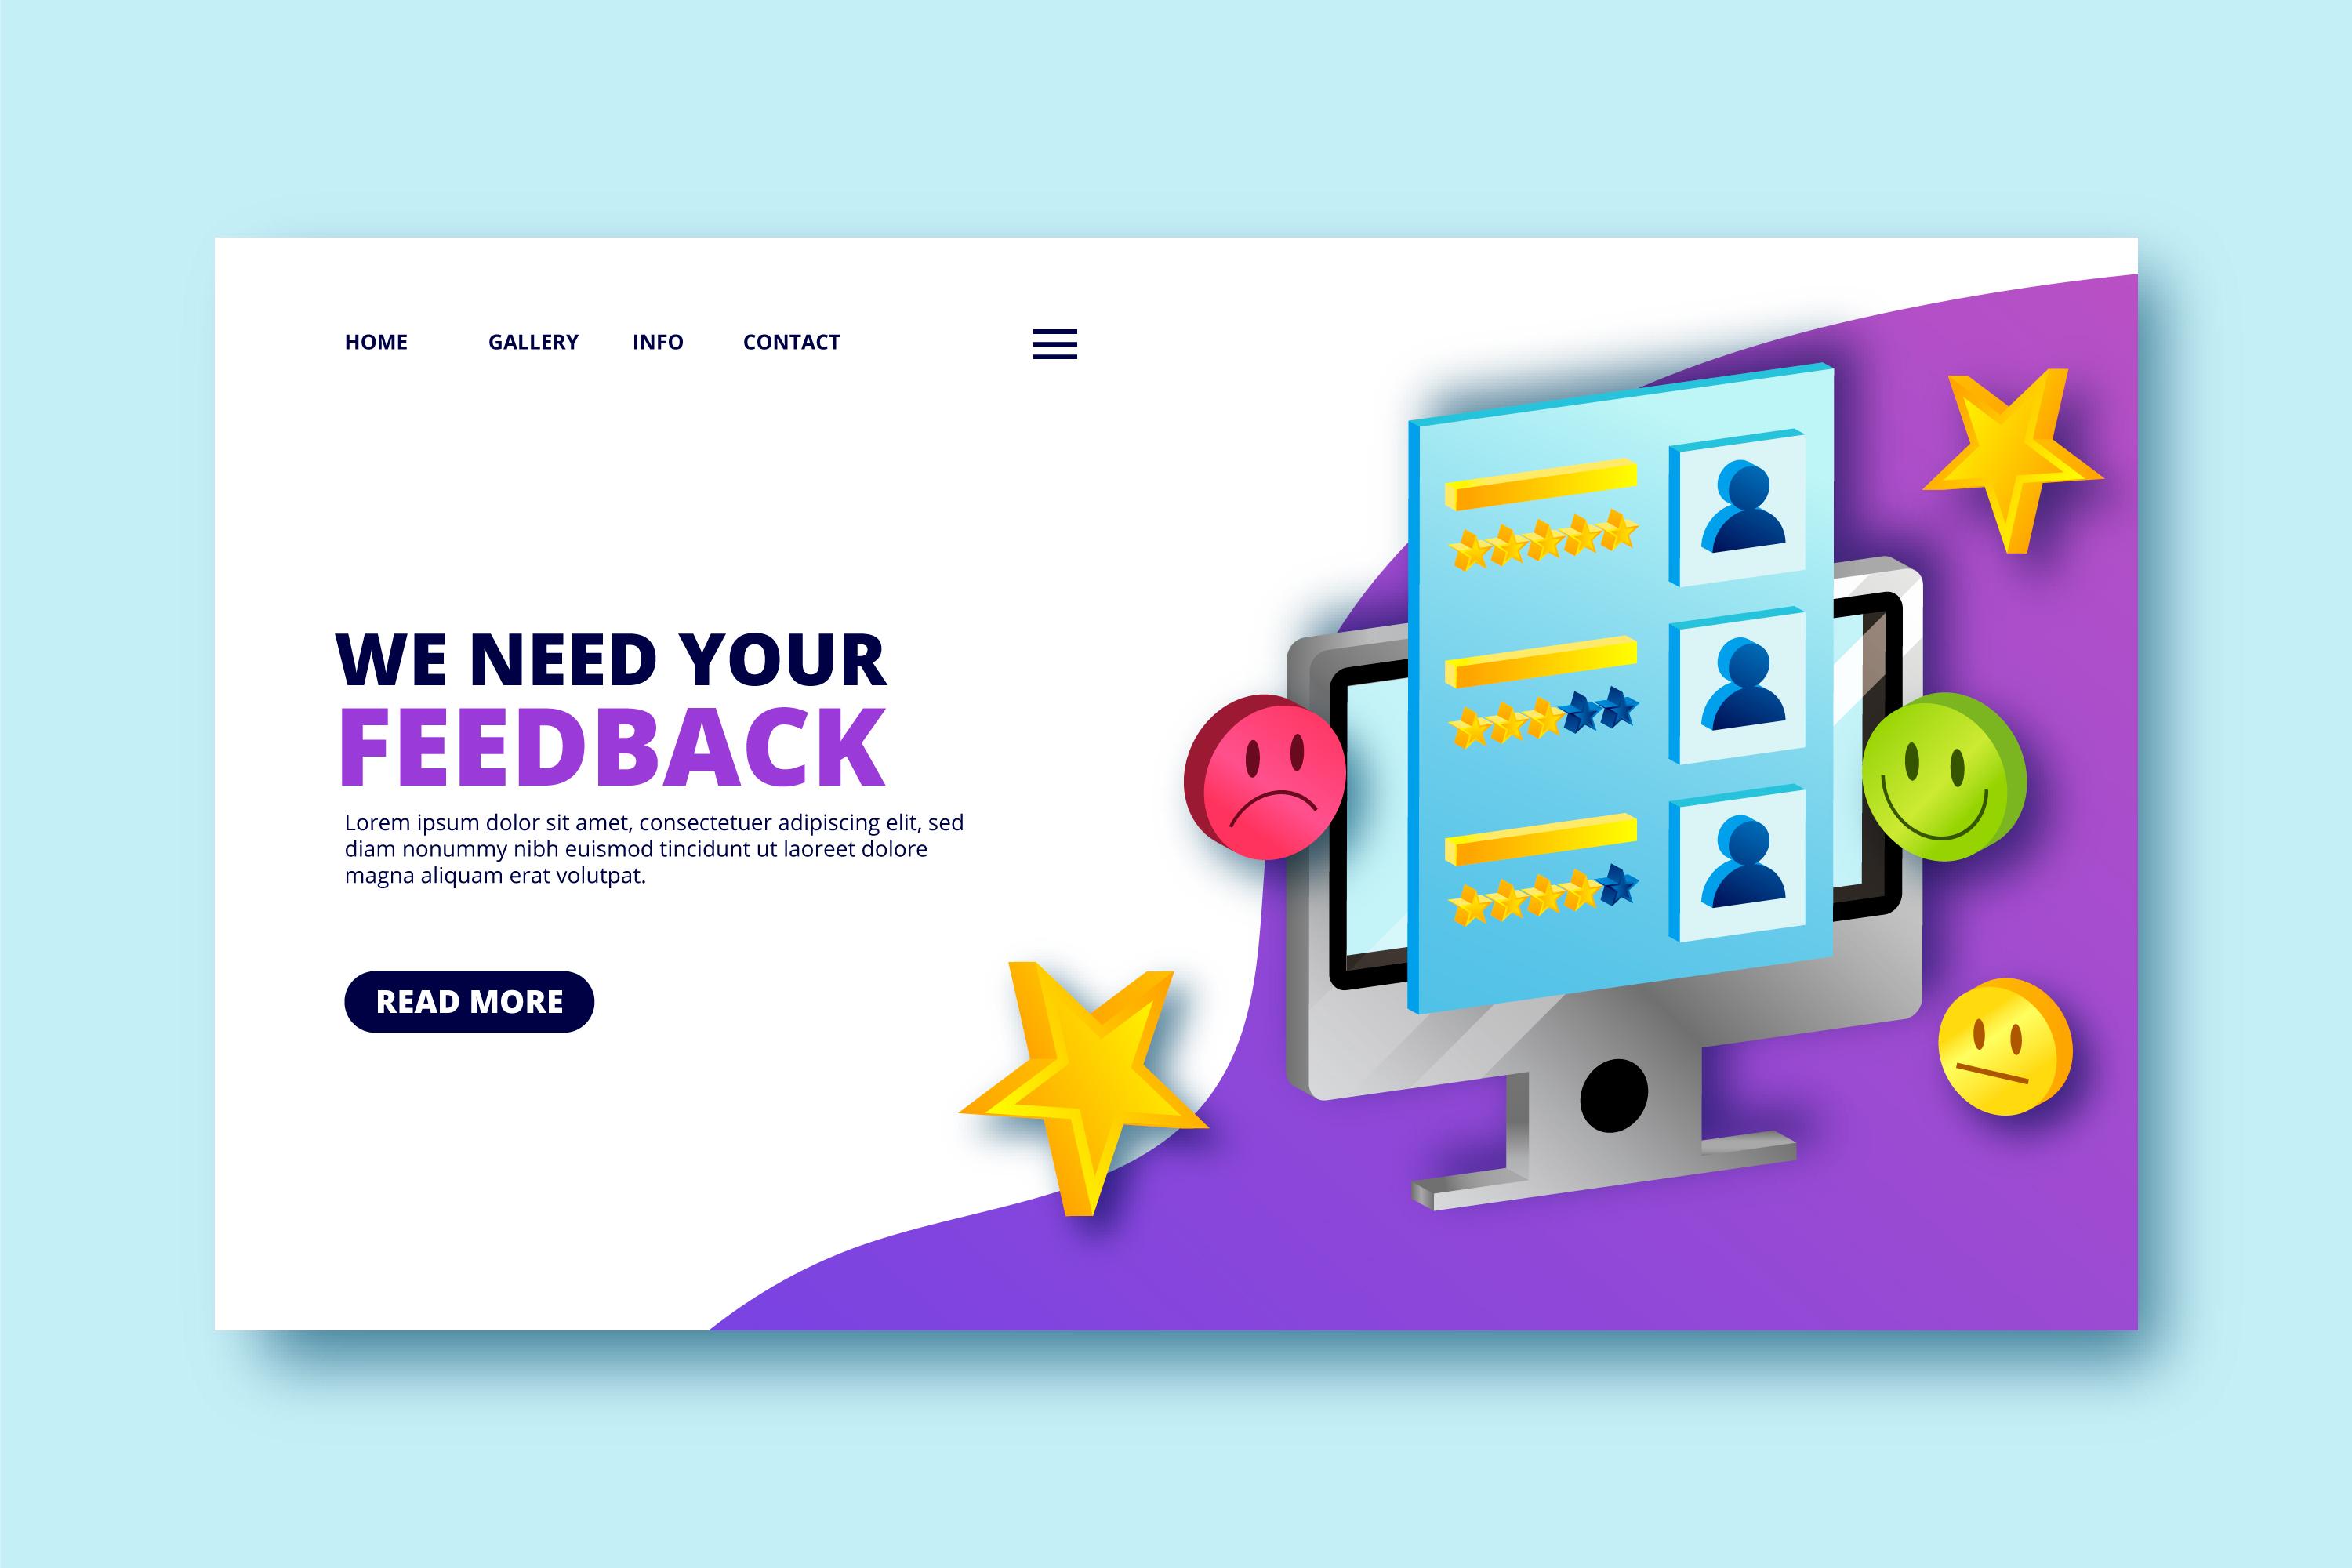 HOME GALLERY INFO CONTACT
WE NEED YOUR
FEEDBACK
Lorem ipsum dolor sit amet, consectetuer adipiscing elit, sed
diam nonummy nibh euismod tincidunt ut laoreet dolore
magna aliquam erat volutpat.
READ MORE